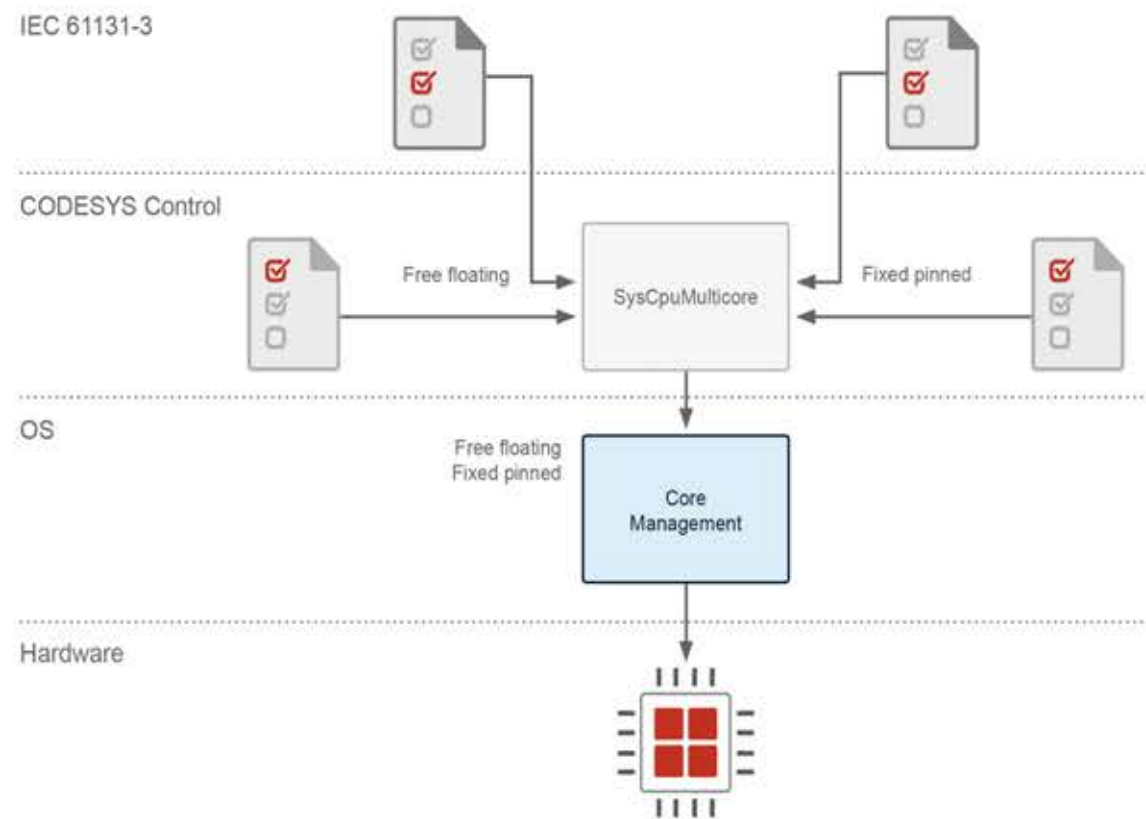 IEC 61131-3
CODESYS Control
Free floating
SysCpuMulticore
Fixed pinned
OS
Free floating
Fixed pinned
Core
Management
Hardware